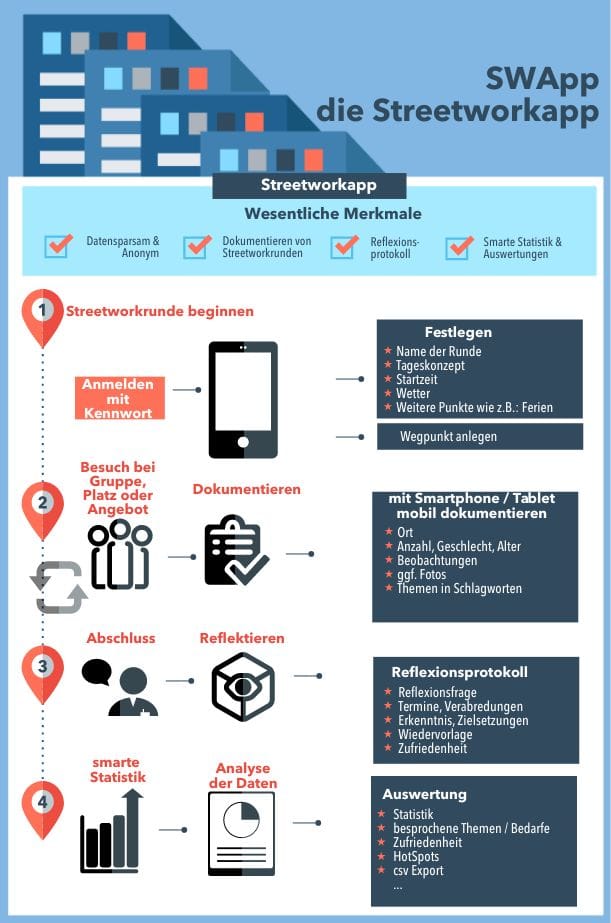 SWApp
die Streetworkapp
Streetworkapp
Wesentliche Merkmale
Datensparsam &
Anonym
Dokumentieren von
Streetworkrunden
Reflexions-
protokoll
Smarte Statistik &
Auswertungen
1
Streetworkrunde beginnen
Anmelden
mit
Kennwort
Festlegen
Name der Runde
Tageskonzept
Startzeit
Wetter
Weitere Punkte wie z.B.: Ferien
Wegpunkt anlegen
2
Besuch bei
Gruppe,
Platz oder
Angebot
Dokumentieren
mit Smartphone / Tablet
mobil dokumentieren
Ort
Anzahl, Geschlecht, Alter
Beobachtungen
ggf. Fotos
Themen in Schlagworten
3
Abschluss
Reflektieren
Reflexionsprotokoll
Reflexionsfrage
Termine, Verabredungen
Erkenntnis, Zielsetzungen
Wiedervorlage
Zufriedenheit
4
smarte
Statistik
Analyse
der Daten
Auswertung
Statistik
besprochene Themen / Bedarfe
Zufriedenheit
HotSpots
csv Export
...